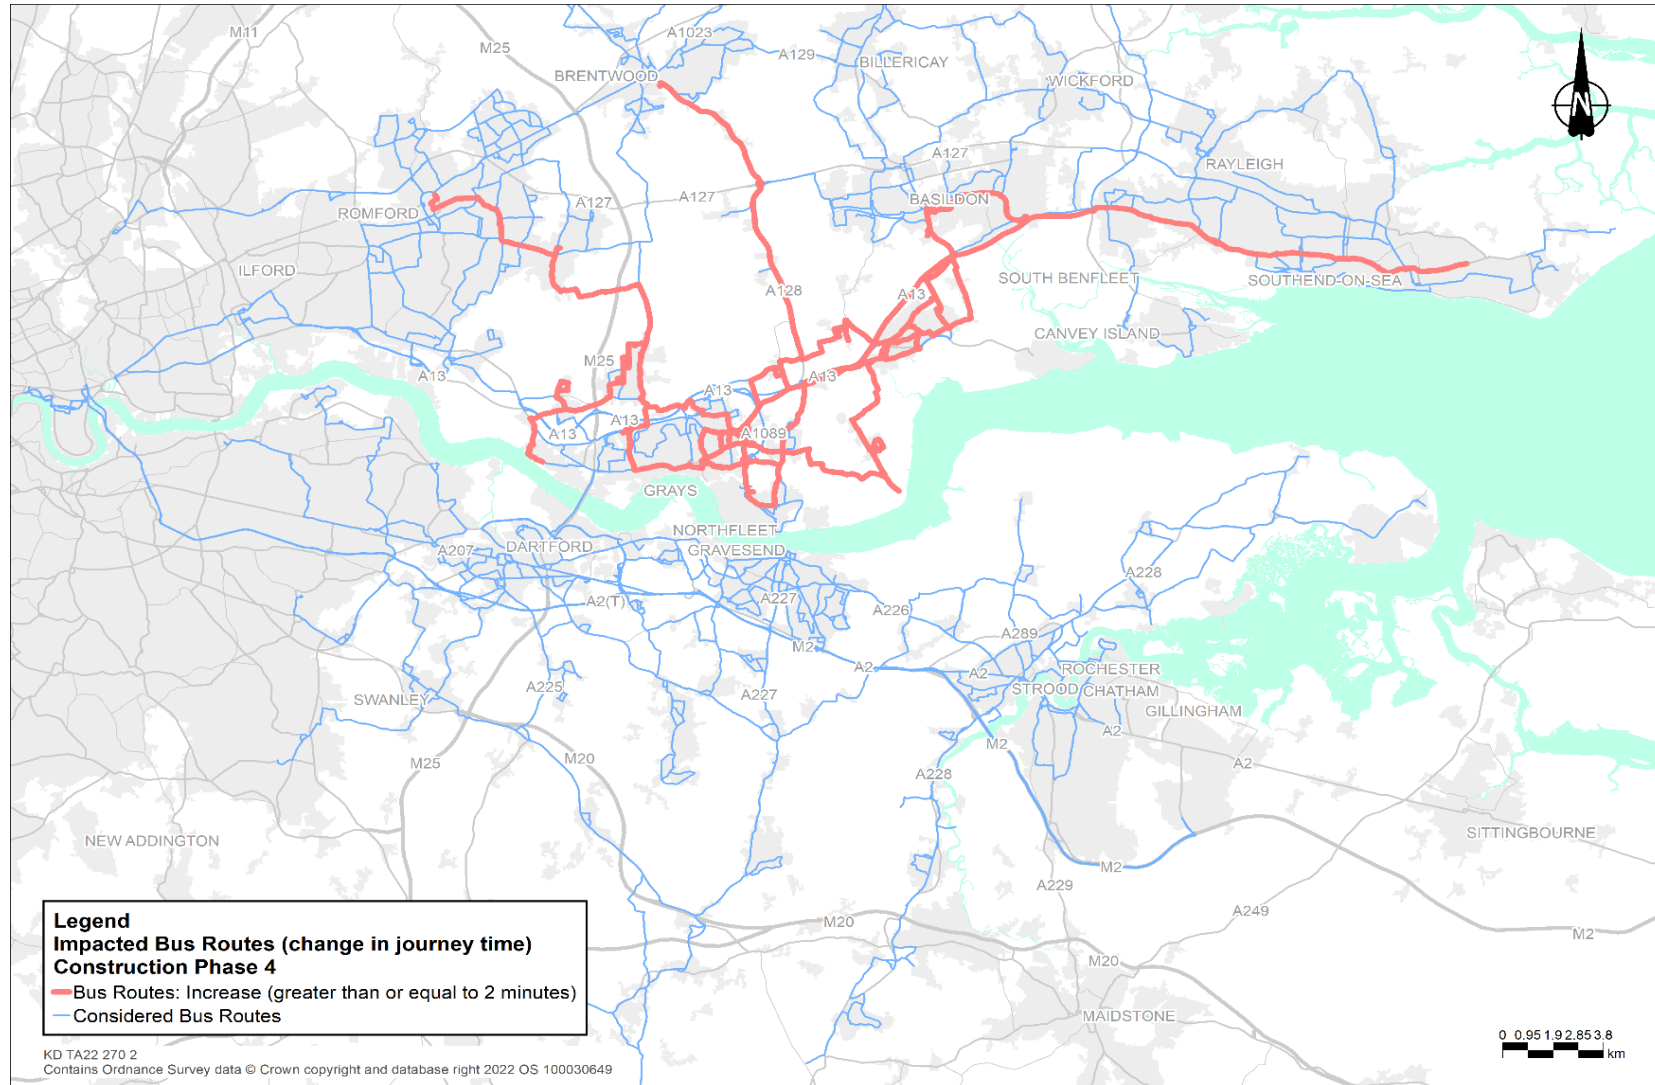 M11
M25
A1023
A129
BRENTWOOD
BILLERICAY
WICKFORD
N
A127
RAYLEIGH
A127
A127
BASILDON
ROMFORD
ILFORD
A128
A13
SOUTH BENFLEET
SOUTHEND-ON-SEA
CANVEY ISLAND
M25
A13
A13
A13
A13
A13
A1089
GRAYS
NORTHFLEET
A207
DARTFORD
GRAVESEND
A2(T)
A227
A226
A228
A289
M2
A2
A2
ROCHESTER
STROOD
CHATHAM
GILLINGHAM
SWANLEY
A225
A227
A2
M2
M25
M20
A228
A2
NEW ADDINGTON
SITTINGBOURNE
M2
A229
A249
M20
M2
M20
MAIDSTONE
Legend
Impacted Bus Routes (change in journey time)
Construction Phase 4
Bus Routes: Increase (greater than or equal to 2 minutes)
Considered Bus Routes
0 0.95 1.9 2.85 3.8
km
KD TA22 270 2
Contains Ordnance Survey data © Crown copyright and database right 2022 OS 100030649